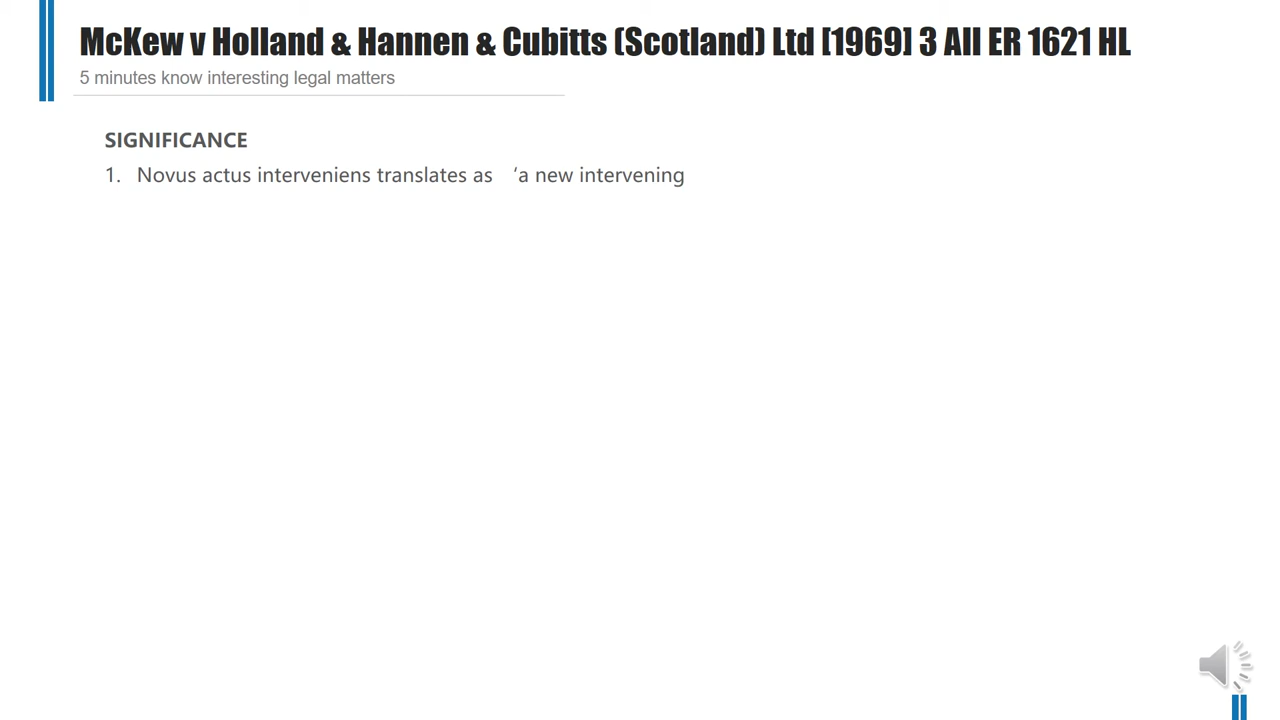 McKew v Holland & Hannen & Cubitts (Scotland) Ltd [1969] 3 All ER 1621 HL
5 minutes know interesting legal matters
SIGNIFICANCE
1. Novus actus interveniens translates as ‘a new intervening